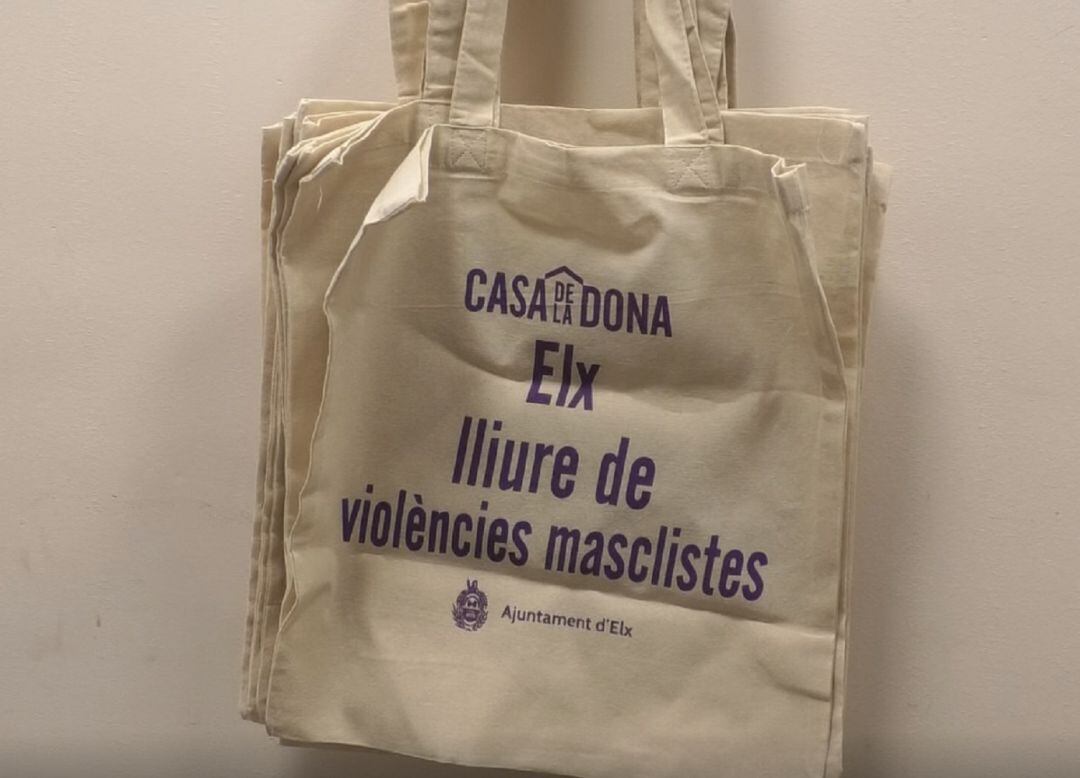 CASA DE LA DONA
Elx
lliure de
violències masclistes
Ajuntament d'Elx